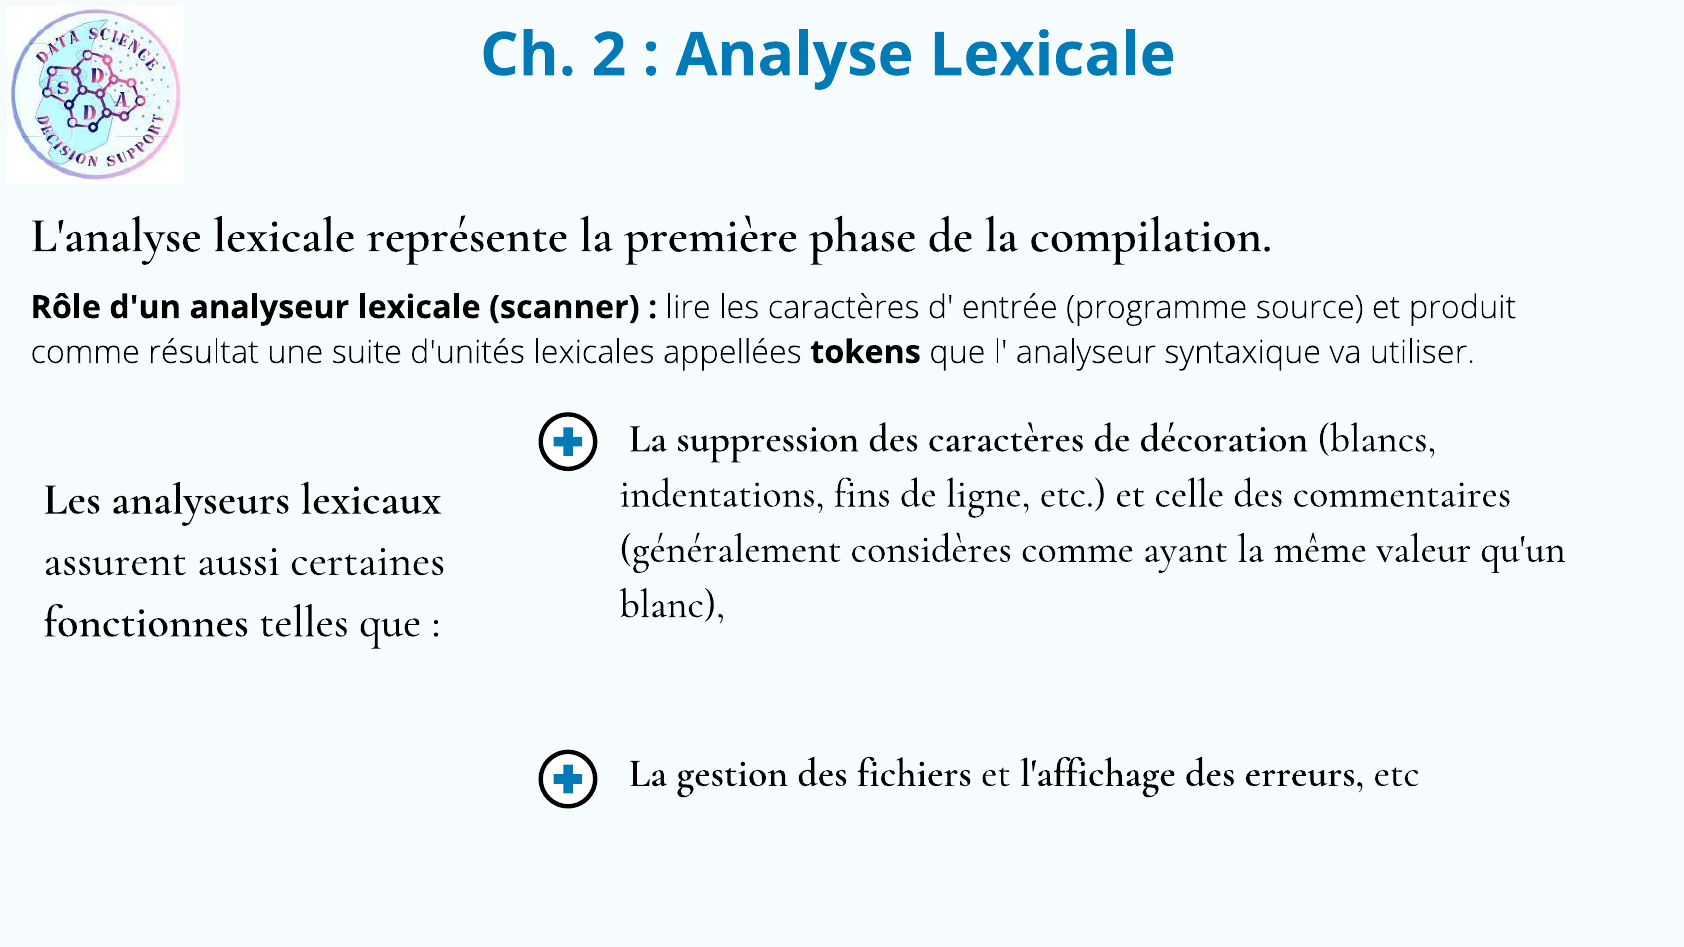 DATA SCIENCE
S D D A
DECISION SUPPORT
Ch. 2 : Analyse Lexicale
L'analyse lexicale représente la première phase de la compilation.
Rôle d'un analyseur lexicale (scanner) : lire les caractères d' entrée (programme source) et produit
comme résultat une suite d'unités lexicales appellées tokens que l' analyseur syntaxique va utiliser.
Les analyseurs lexicaux
assurent aussi certaines
fonctionnes telles que :
La suppression des caractères de décoration (blancs,
indentations, fins de ligne, etc.) et celle des commentaires
(généralement considères comme ayant la même valeur qu'un
blanc),
La gestion des fichiers et l'affichage des erreurs, etc